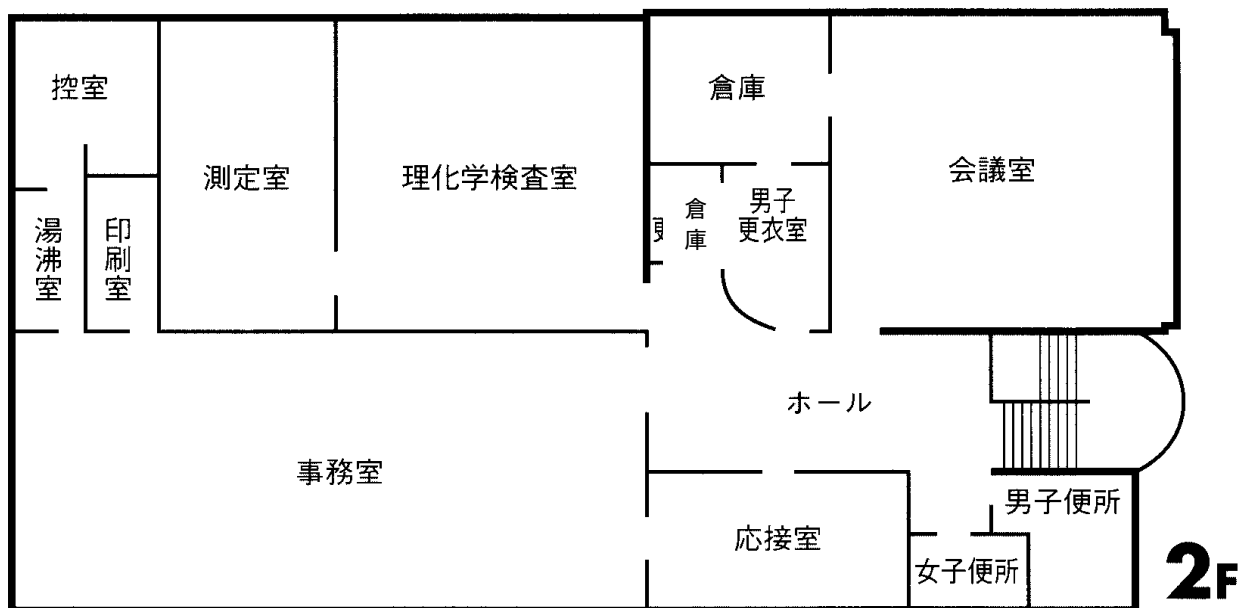 控室
測定室
理化学検査室
倉庫
会議室
湯沸室
印刷室
倉庫
男子
更衣室
ホール
事務室
応接室
男子便所
女子便所
2F